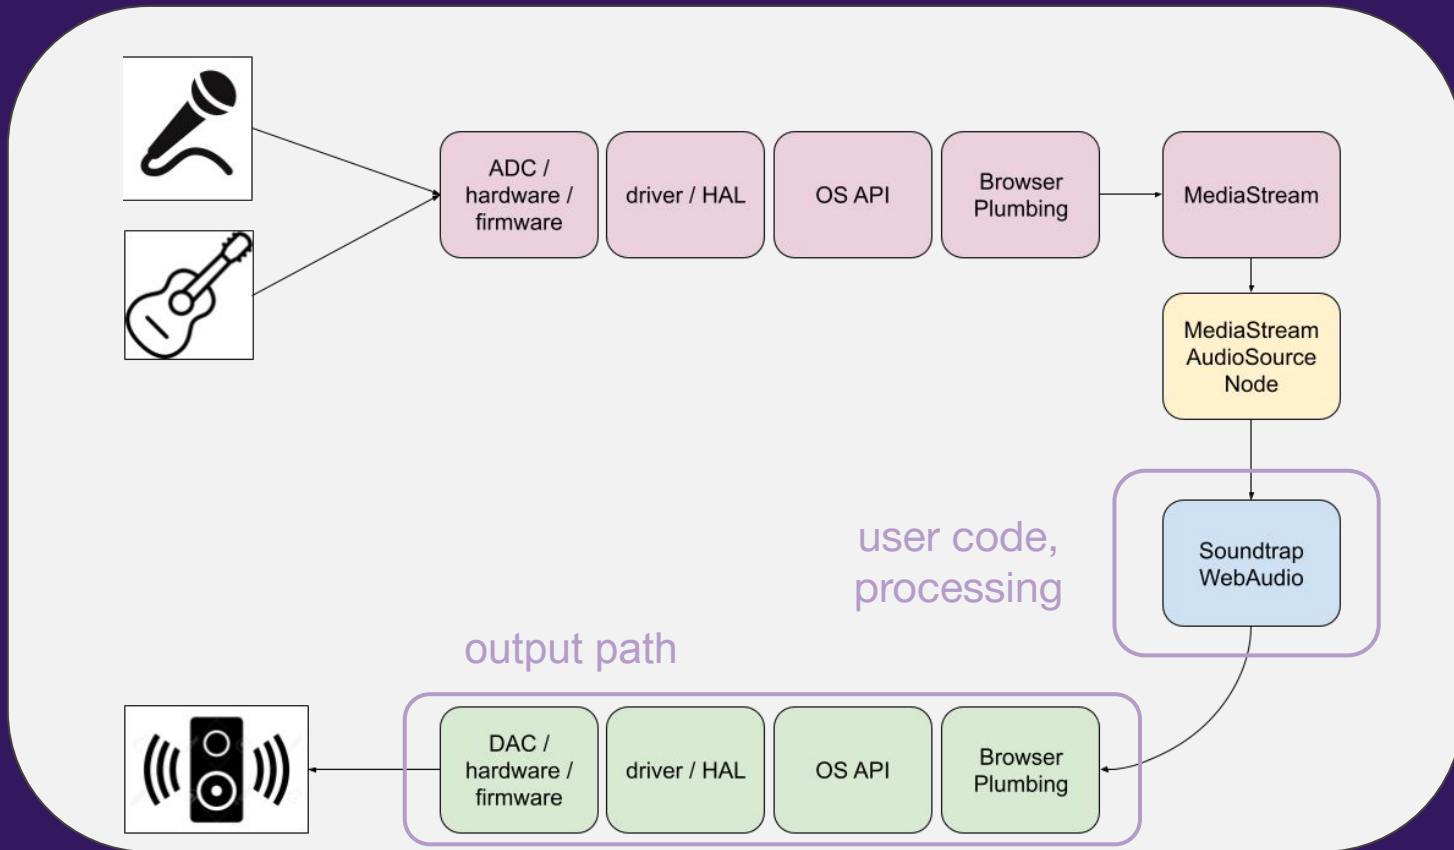 ADC /
hardware /
firmware
driver / HAL
OS API
Browser
Plumbing
MediaStream
MediaStream
AudioSource
Node
Soundtrap
WebAudio
user code,
processing
output path
DAC /
hardware /
firmware
driver / HAL
OS API
Browser
Plumbing